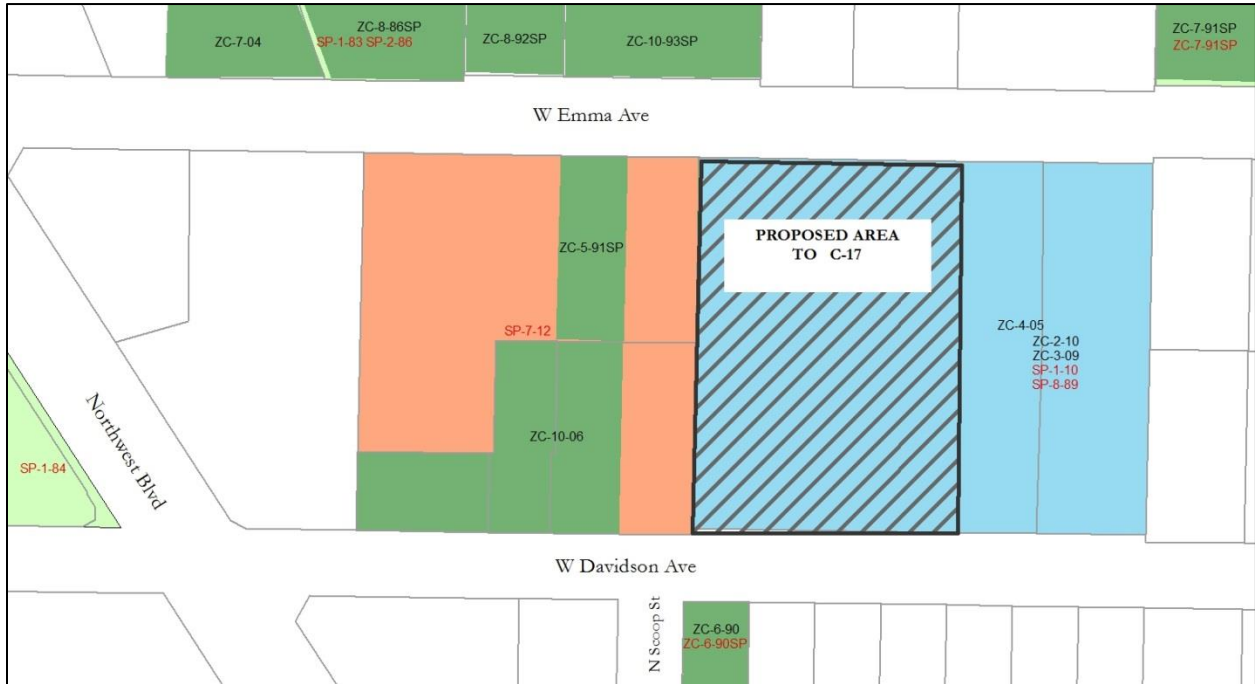 ZC-7-04
ZC-8-86SP
SP-1-83 SP-2-86
ZC-8-92SP
ZC-10-93SP
ZC-7-91SP
ZC-7-91SP
W Emma Ave
ZC-5-91SP
PROPOSED AREA
TO C-17
SP-7-12
ZC-4-05
ZC-2-10
ZC-3-09
SP-1-10
SP-8-89
Northwest Blvd
ZC-10-06
SP-1-84
W Davidson Ave
N Scoop St
ZC-6-90
ZC-6-90SP